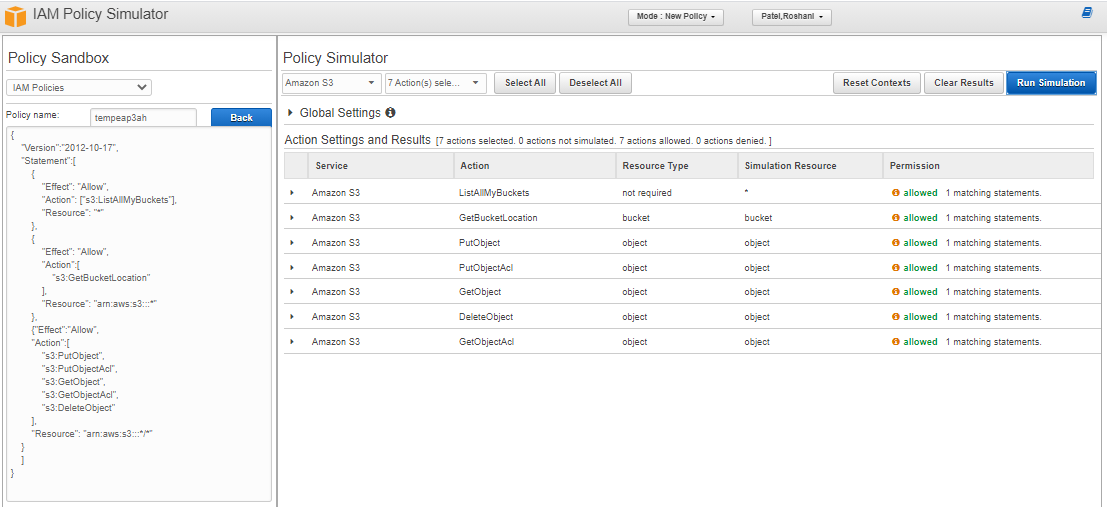 IAM Policy Simulator
Mode : New Policy
Patel,Roshani
Policy Sandbox
IAM Policies
Policy name:
tempeap3ah
Back
{
"Version":"2012-10-17",
"Statement":[
{
"Effect": "Allow",
"Action": ["s3:ListAllMyBuckets"],
"Resource": "*"
},
{
"Effect": "Allow",
"Action":[
"s3:GetBucketLocation"
],
"Resource": "arn:aws:s3:::*"
},
{"Effect":"Allow",
"Action":[
"s3:PutObject",
"s3:PutObjectAcl",
"s3:GetObject",
"s3:GetObjectAcl",
"s3:DeleteObject"
],
"Resource": "arn:aws:s3:::*/*"
}
]
}
Policy Simulator
Amazon S3
7 Action(s) sele...
Select All
Deselect All
Reset Contexts
Clear Results
Run Simulation
Global Settings
Action Settings and Results [7 actions selected. 0 actions not simulated. 7 actions allowed. 0 actions denied. ]
Service Action Resource Type Simulation Resource Permission
Amazon S3 ListAllMyBuckets not required * allowed 1 matching statements.
Amazon S3 GetBucketLocation bucket bucket allowed 1 matching statements.
Amazon S3 PutObject object object allowed 1 matching statements.
Amazon S3 PutObjectAcl object object allowed 1 matching statements.
Amazon S3 GetObject object object allowed 1 matching statements.
Amazon S3 DeleteObject object object allowed 1 matching statements.
Amazon S3 GetObjectAcl object object allowed 1 matching statements.